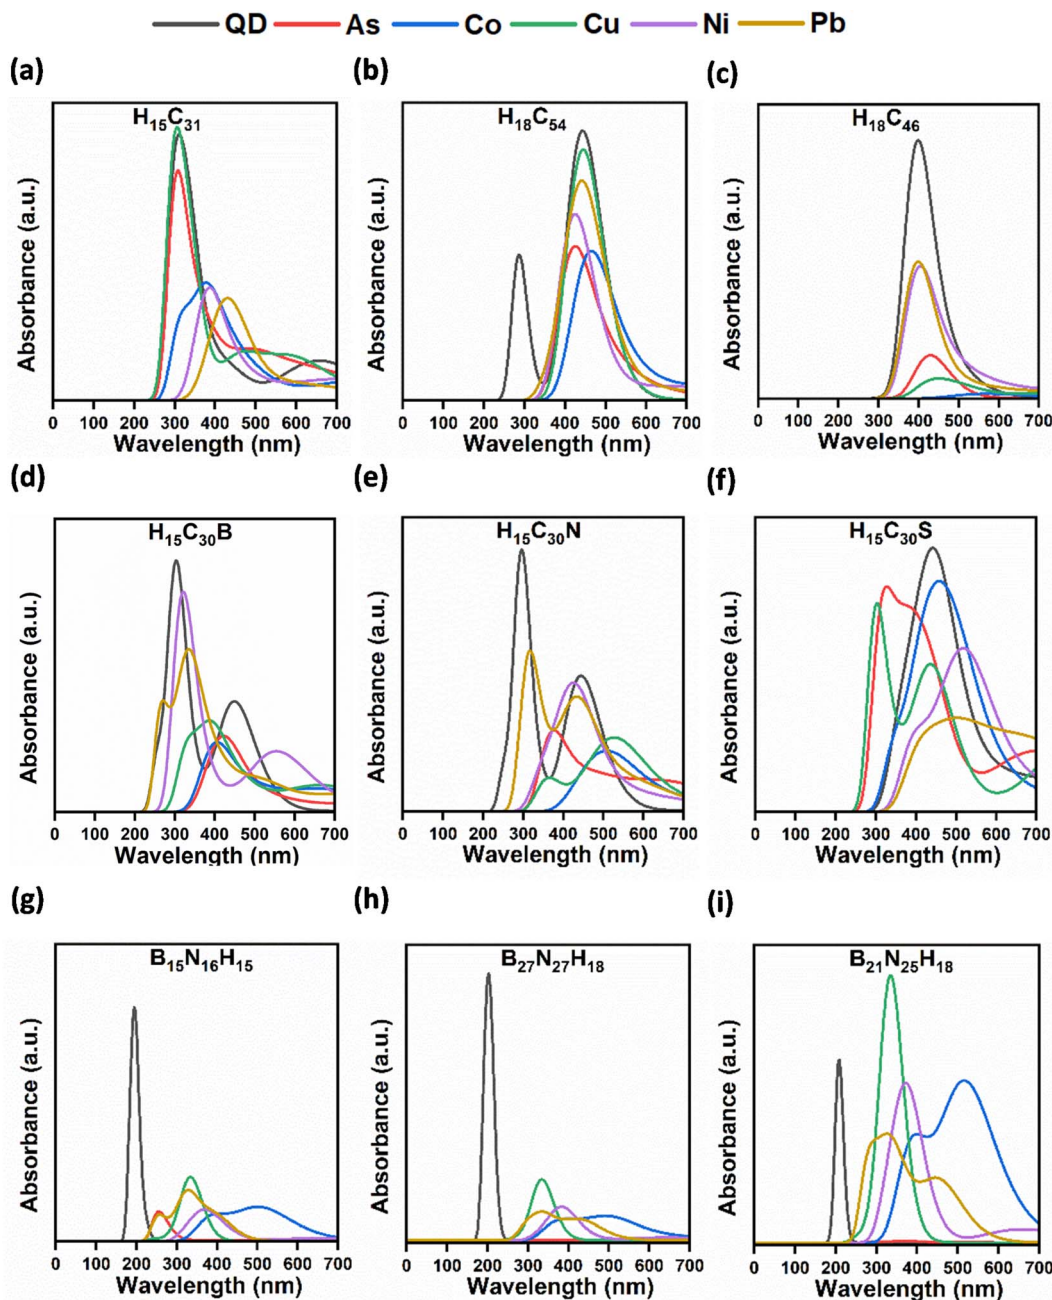 QD As Co Cu Ni Pb
(a) (b) (c)
H₁₅C₃₁ H₁₈C₅₄ H₁₈C₄₆
Absorbance (a.u.) Absorbance (a.u.) Absorbance (a.u.)
0 100 200 300 400 500 600 700 0 100 200 300 400 500 600 700 0 100 200 300 400 500 600 700
Wavelength (nm) Wavelength (nm) Wavelength (nm)
(d) (e) (f)
H₁₅C₃₀B H₁₅C₃₀N H₁₅C₃₀S
Absorbance (a.u.) Absorbance (a.u.) Absorbance (a.u.)
0 100 200 300 400 500 600 700 0 100 200 300 400 500 600 700 0 100 200 300 400 500 600 700
Wavelength (nm) Wavelength (nm) Wavelength (nm)
(g) (h) (i)
B₁₅N₁₆H₁₅ B₂₇N₂₇H₁₈ B₂₁N₂₅H₁₈
Absorbance (a.u.) Absorbance (a.u.) Absorbance (a.u.)
0 100 200 300 400 500 600 700 0 100 200 300 400 500 600 700 0 100 200 300 400 500 600 700
Wavelength (nm) Wavelength (nm) Wavelength (nm)